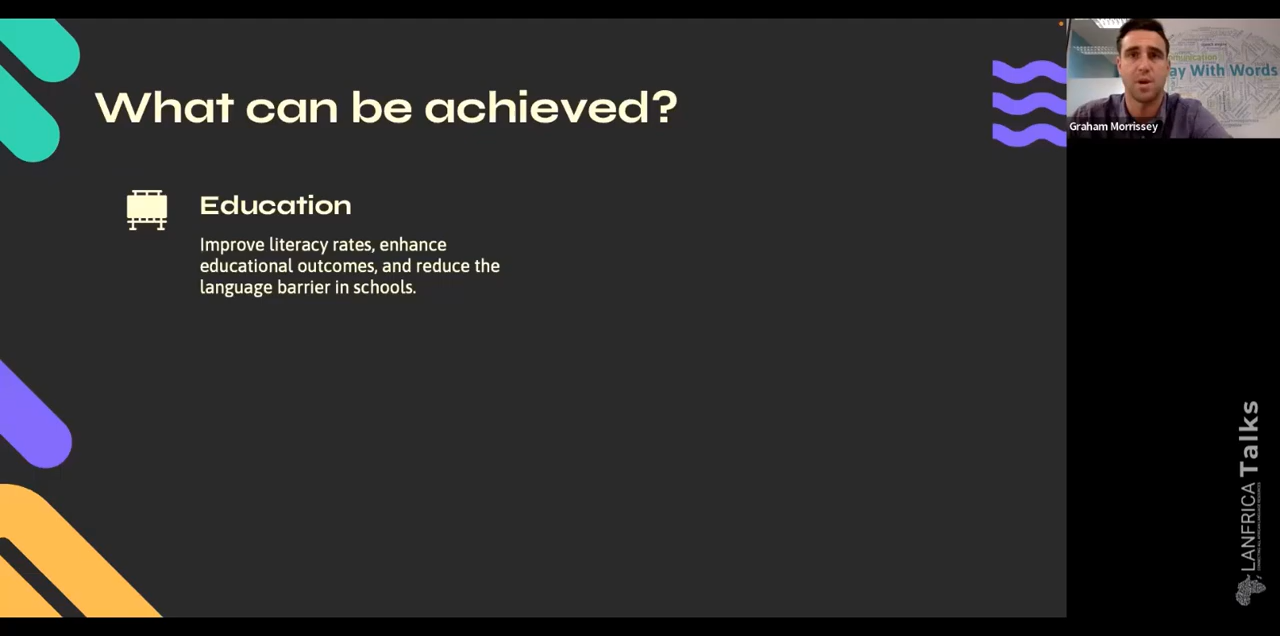 What can be achieved?
Education
Improve literacy rates, enhance
educational outcomes, and reduce the
language barrier in schools.
ay With Words
Graham Morrissey
LANFRICA Talks